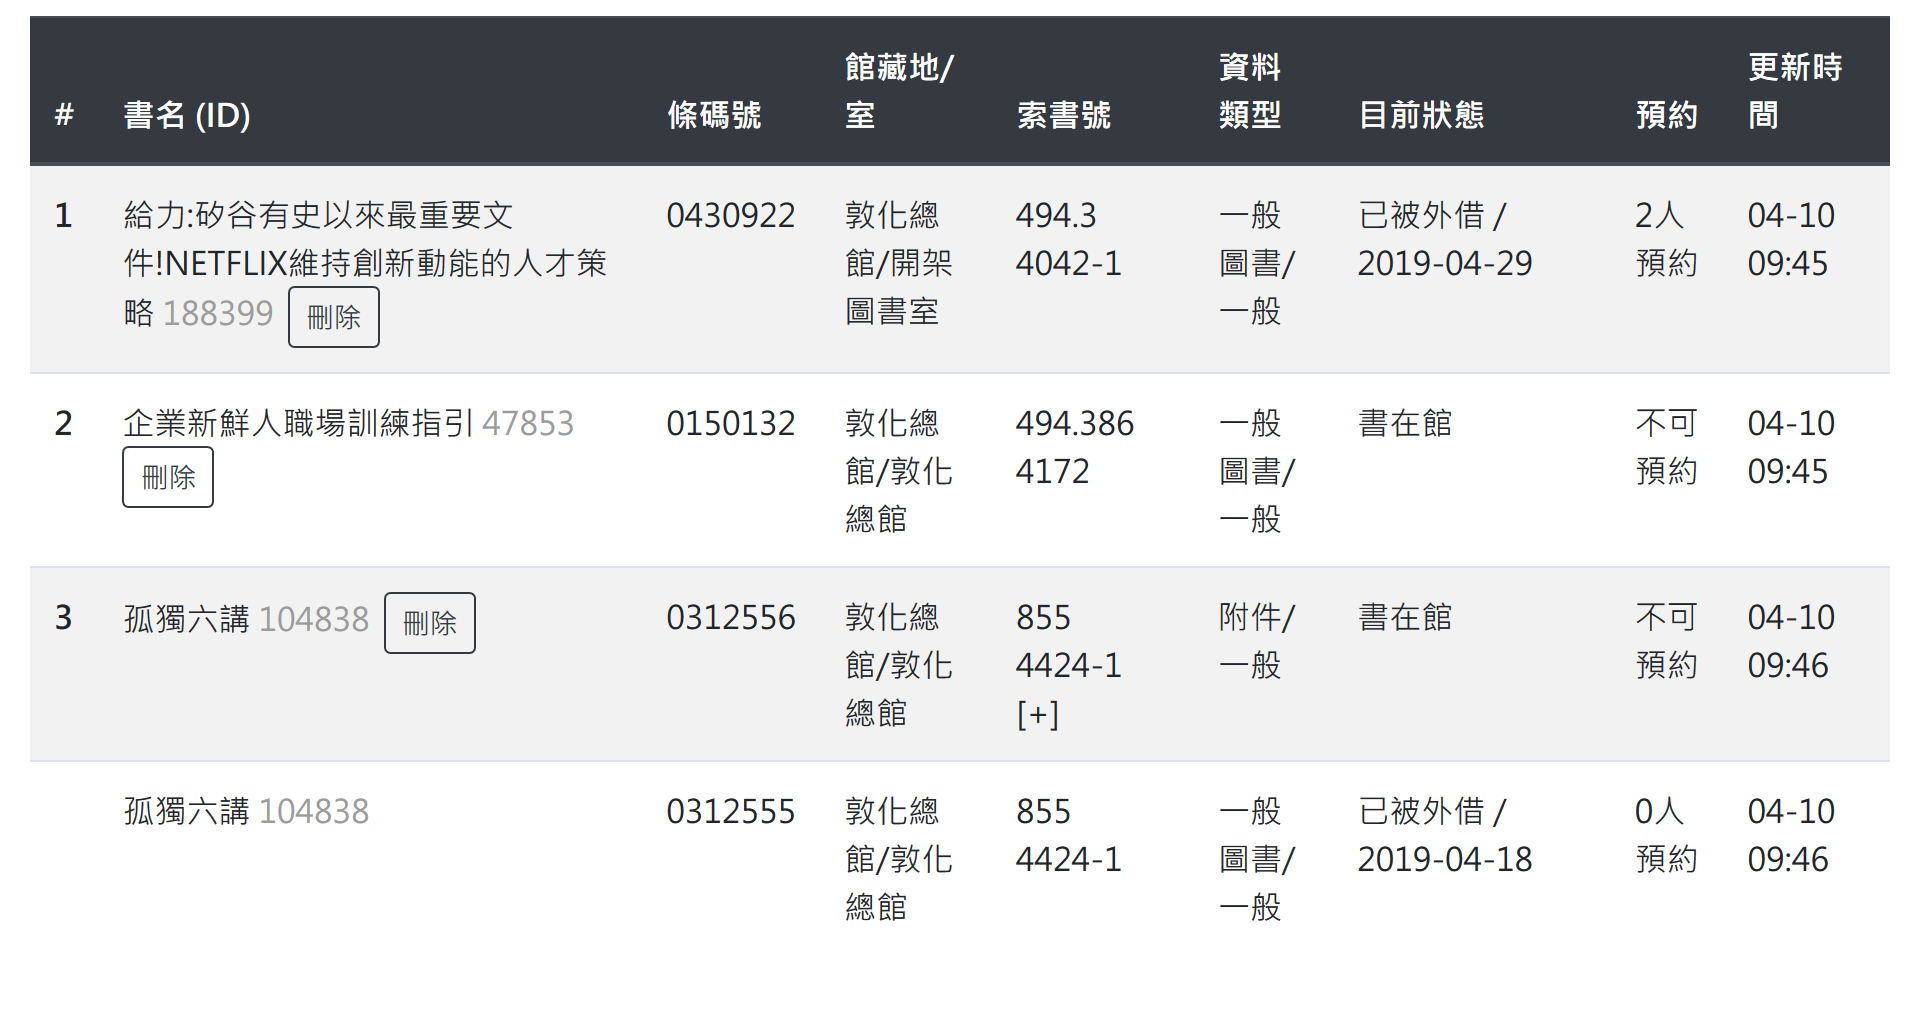 # 書名 (ID) 條碼號 館藏地/室 索書號 資料類型 目前狀態 預約 更新時間
1
給力:矽谷有史以來最重要文
件!NETFLIX維持創新動能的人才策
略 188399 刪除
0430922
敦化總
館/開架
圖書室
494.3
4042-1
一般
圖書/
一般
已被外借 /
2019-04-29
2人
預約
04-10
09:45
2
企業新鮮人職場訓練指引 47853
刪除
0150132
敦化總
館/敦化
總館
494.386
4172
一般
圖書/
一般
書在館
不可
預約
04-10
09:45
3
孤獨六講 104838 刪除
0312556
敦化總
館/敦化
總館
855
4424-1
[+]
附件/
一般
書在館
不可
預約
04-10
09:46
孤獨六講 104838
0312555
敦化總
館/敦化
總館
855
4424-1
一般
圖書/
一般
已被外借 /
2019-04-18
0人
預約
04-10
09:46